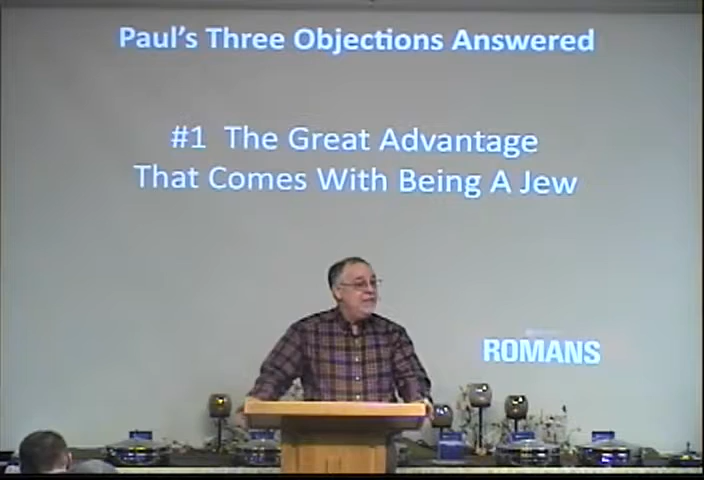 Paul's Three Objections Answered
#1 The Great Advantage
That Comes With Being A Jew
ROMANS